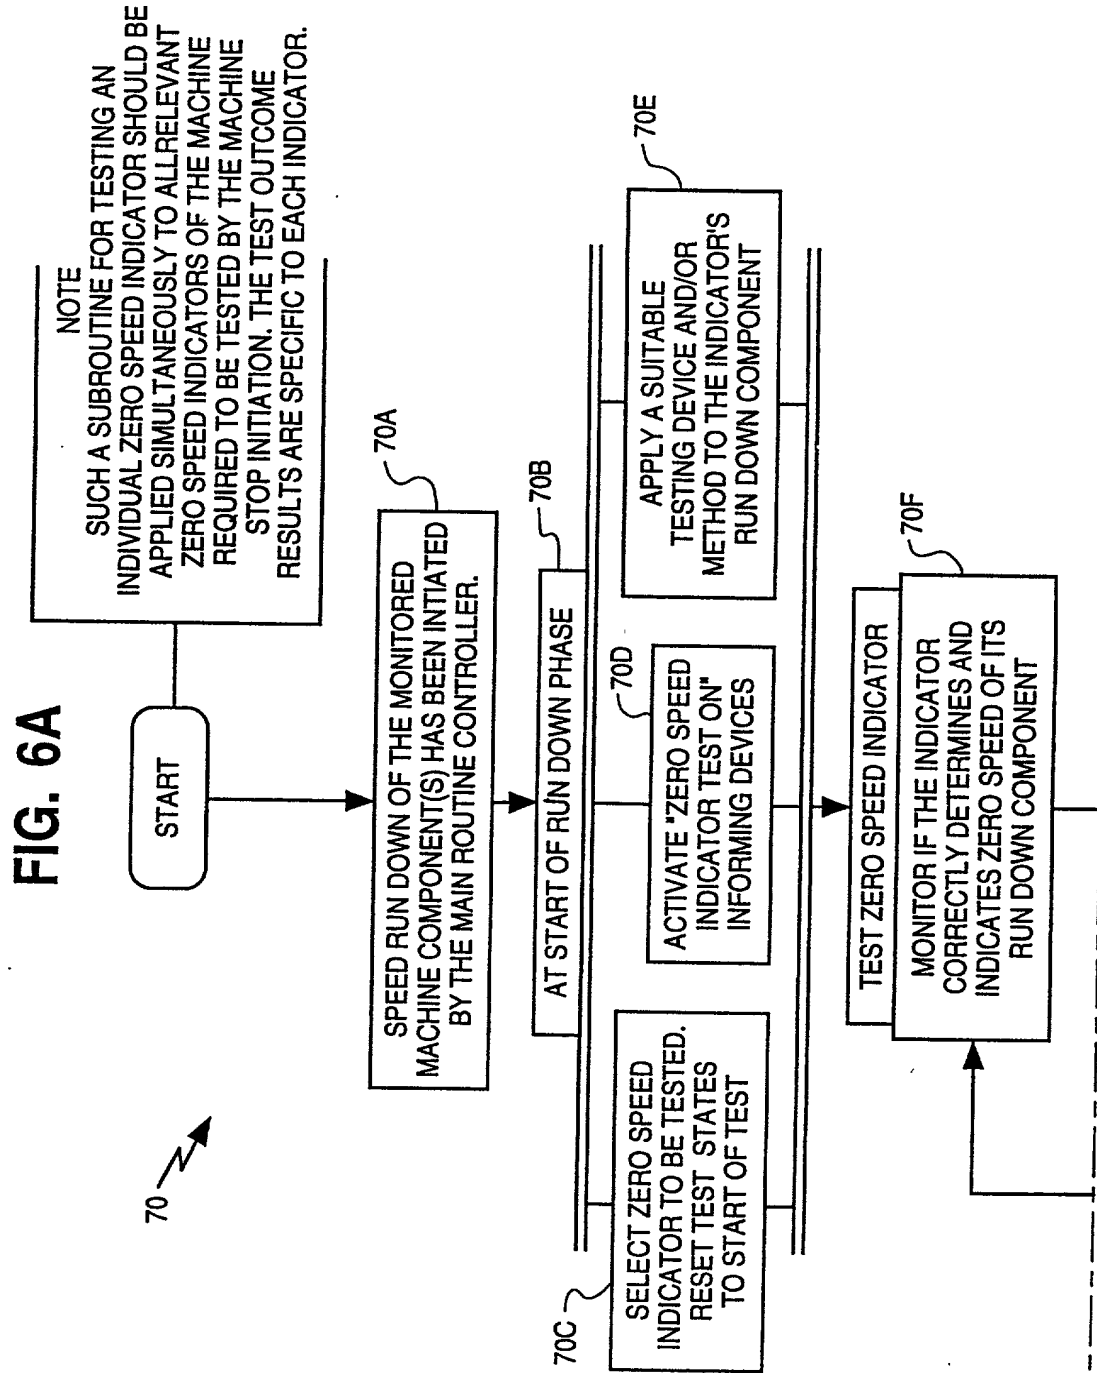 FIG. 6A
70
START
NOTE
SUCH A SUBROUTINE FOR TESTING AN
INDIVIDUAL ZERO SPEED INDICATOR SHOULD BE
APPLIED SIMULTANEOUSLY TO ALLRELEVANT
ZERO SPEED INDICATORS OF THE MACHINE
REQUIRED TO BE TESTED BY THE MACHINE
STOP INITIATION. THE TEST OUTCOME
RESULTS ARE SPECIFIC TO EACH INDICATOR.
70A
SPEED RUN DOWN OF THE MONITORED
MACHINE COMPONENT(S) HAS BEEN INTIATED
BY THE MAIN ROUTINE CONTROLLER.
70B
AT START OF RUN DOWN PHASE
70C
SELECT ZERO SPEED
INDICATOR TO BE TESTED.
RESET TEST STATES
TO START OF TEST
70D
ACTIVATE "ZERO SPEED
INDICATOR TEST ON"
INFORMING DEVICES
70E
APPLY A SUITABLE
TESTING DEVICE AND/OR
METHOD TO THE INDICATOR'S
RUN DOWN COMPONENT
TEST ZERO SPEED INDICATOR
70F
MONITOR IF THE INDICATOR
CORRECTLY DETERMINES AND
INDICATES ZERO SPEED OF ITS
RUN DOWN COMPONENT